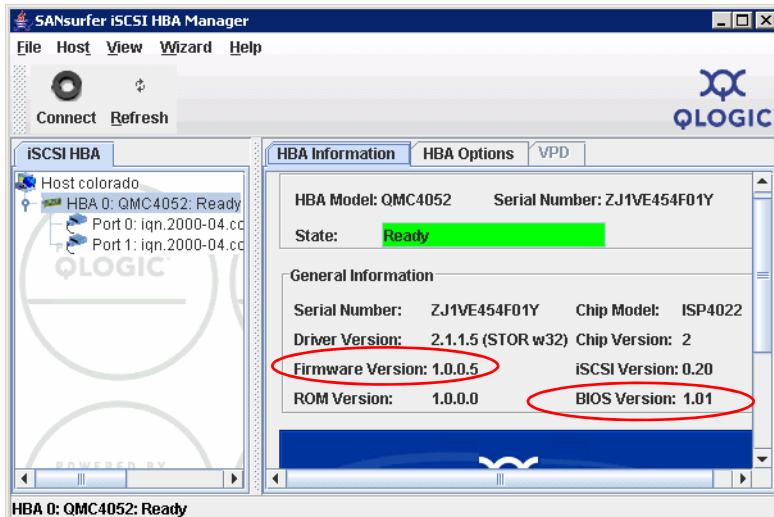 SANsurfer iSCSI HBA Manager
File Host View Wizard Help
Connect Refresh
QLOGIC
iSCSI HBA
Host colorado
HBA 0: QMC4052: Ready
Port 0: iqn.2000-04.cc
Port 1: iqn.2000-04.cc
QLOGIC
POWERED BY
HBA Information HBA Options VPD
HBA Model: QMC4052 Serial Number: ZJ1VE454F01Y
State: Ready
General Information
Serial Number: ZJ1VE454F01Y Chip Model: ISP4022
Driver Version: 2.1.1.5 (STOR w32) Chip Version: 2
Firmware Version: 1.0.0.5 iSCSI Version: 0.20
ROM Version: 1.0.0.0 BIOS Version: 1.01
HBA 0: QMC4052: Ready